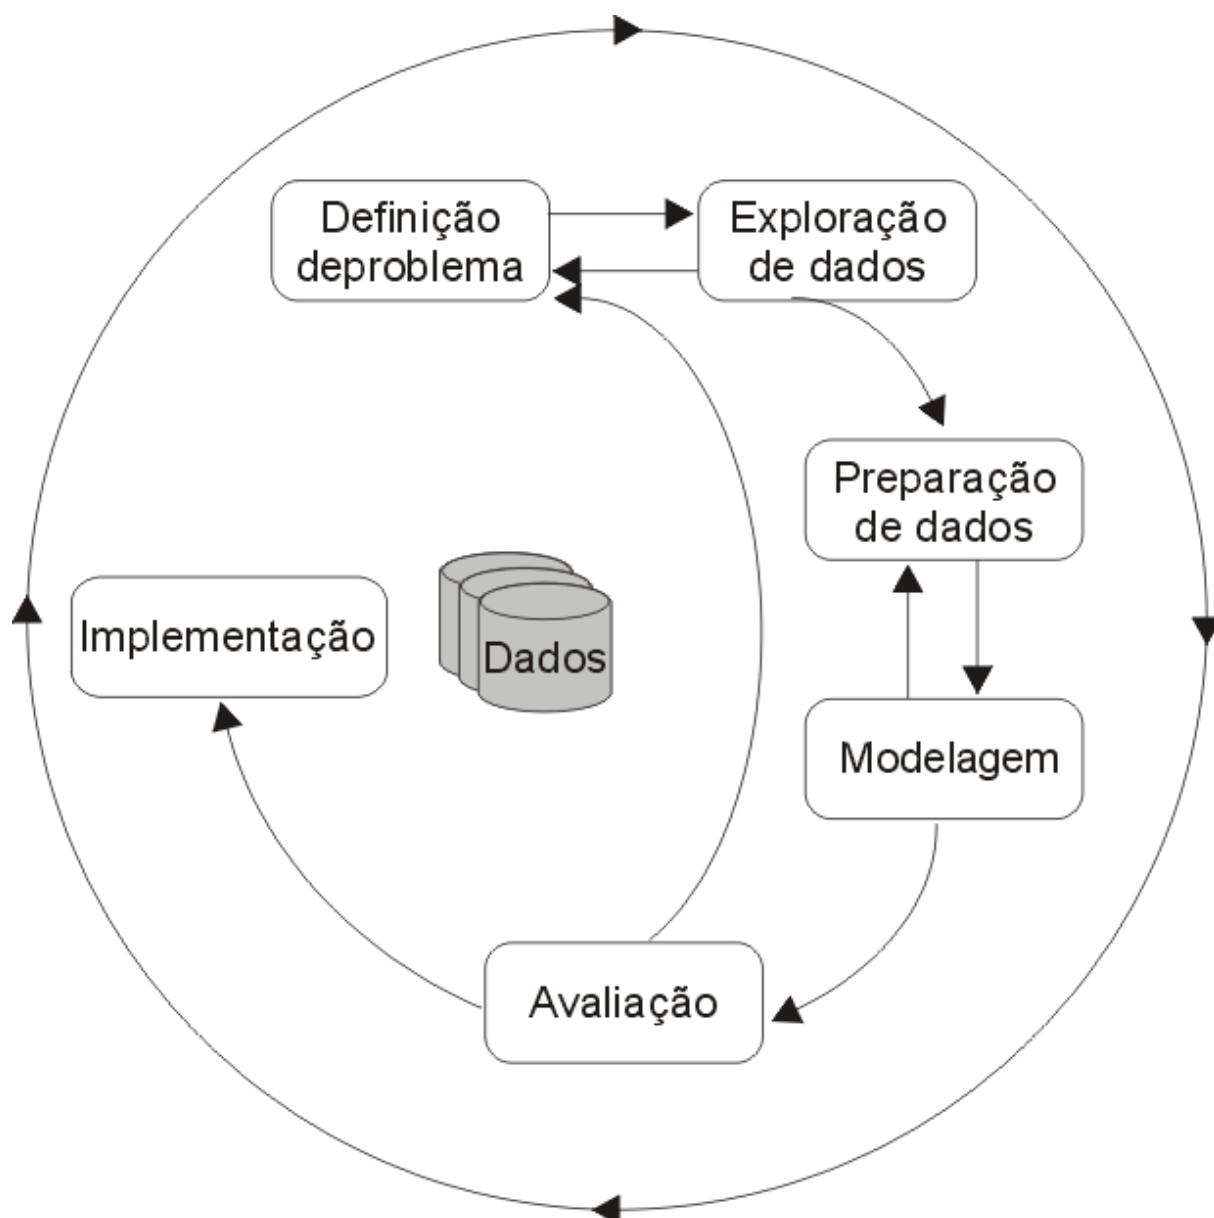 Definição
deproblema
Exploração
de dados
Preparação
de dados
Implementação
Dados
Modelagem
Avaliação